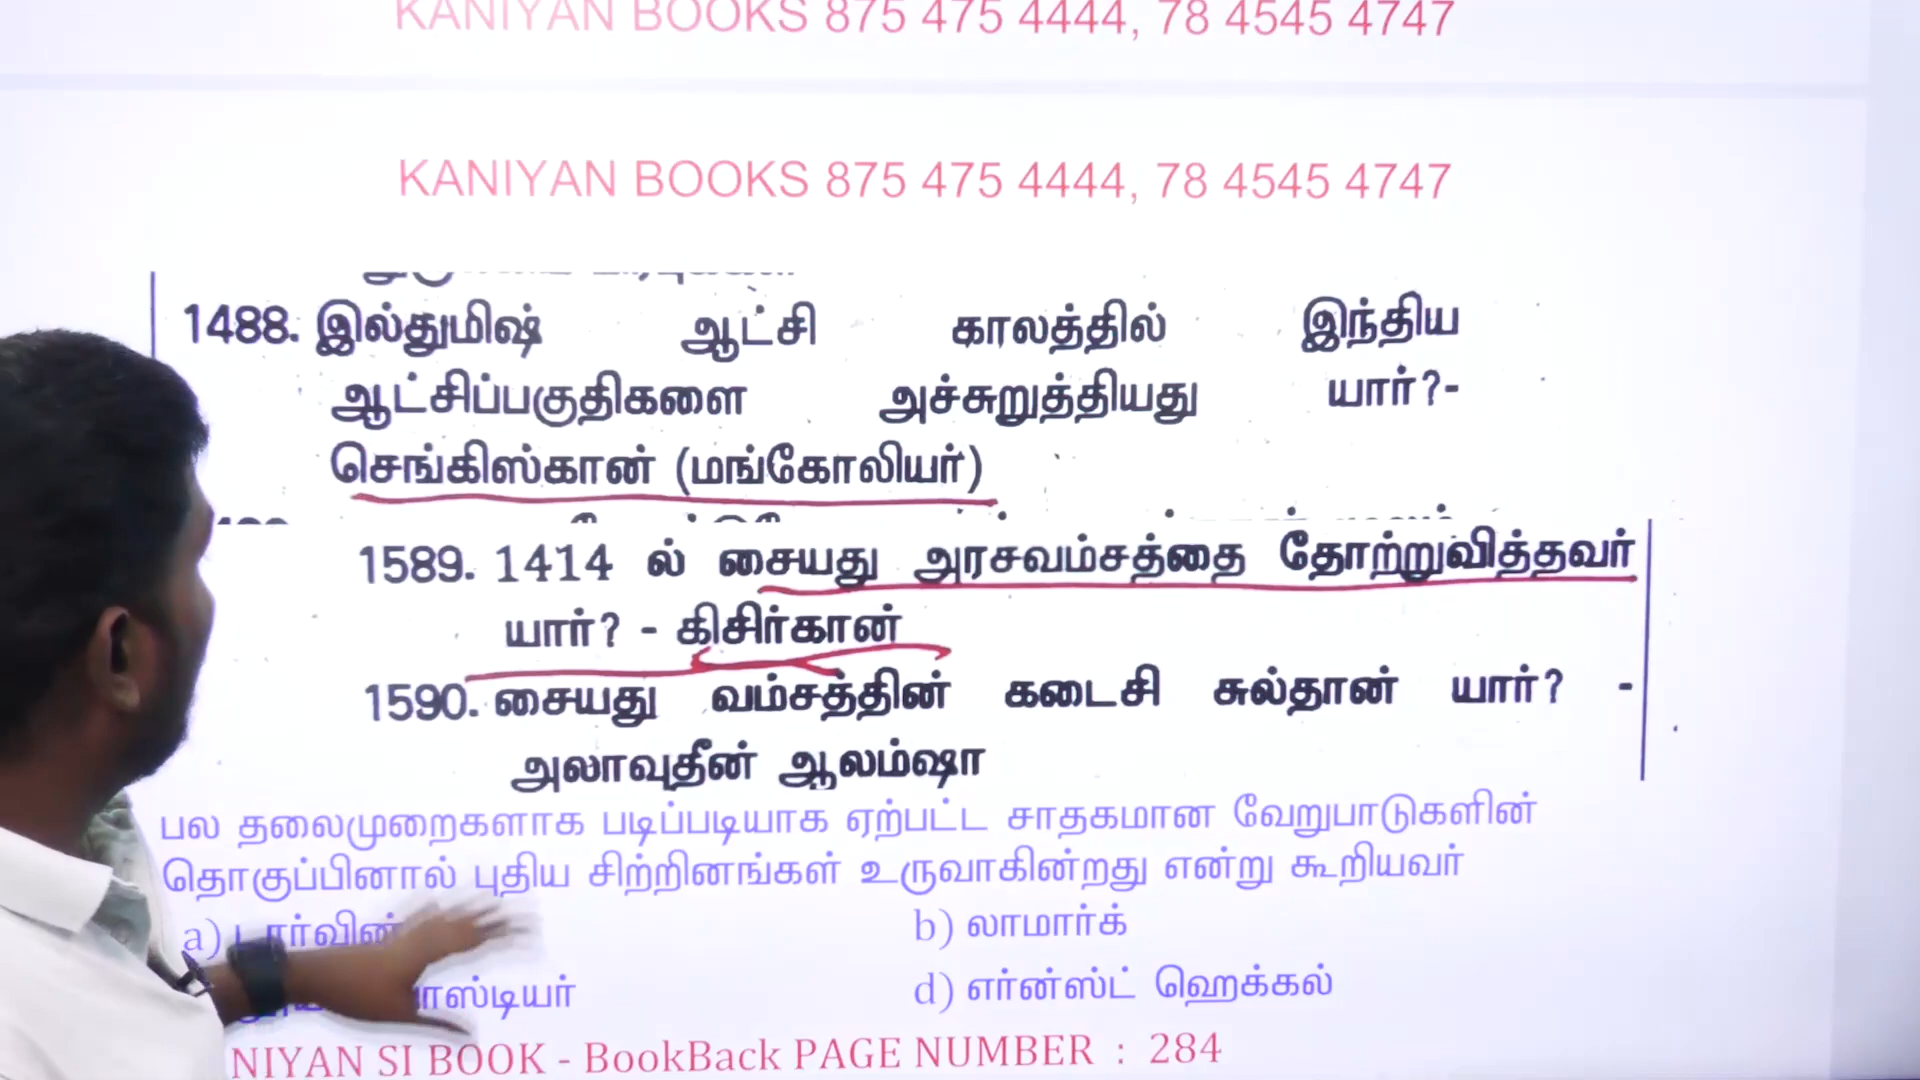 KANIYAN BOOKS 875 475 4444, 78 4545 4747
KANIYAN BOOKS 875 475 4444, 78 4545 4747
1488. இல்துமிஷ் ஆட்சி காலத்தில் இந்திய
ஆட்சிப்பகுதிகளை அச்சுறுத்தியது யார்?-
செங்கிஸ்கான் (மங்கோலியர்)
1589. 1414 ல் சையது அரசவம்சத்தை தோற்றுவித்தவர்
யார்? - கிசிர்கான்
1590. சையது வம்சத்தின் கடைசி சுல்தான் யார்? -
அலாவுதீன் ஆலம்ஷா
பல தலைமுறைகளாக படிப்படியாக ஏற்பட்ட சாதகமான வேறுபாடுகளின்
தொகுப்பினால் புதிய சிற்றினங்கள் உருவாகின்றது என்று கூறியவர்
a) டார்வின் b) லாமார்க்
d) எர்ன்ஸ்ட் ஹெக்கல்
NIYAN SI BOOK - BookBack PAGE NUMBER : 284